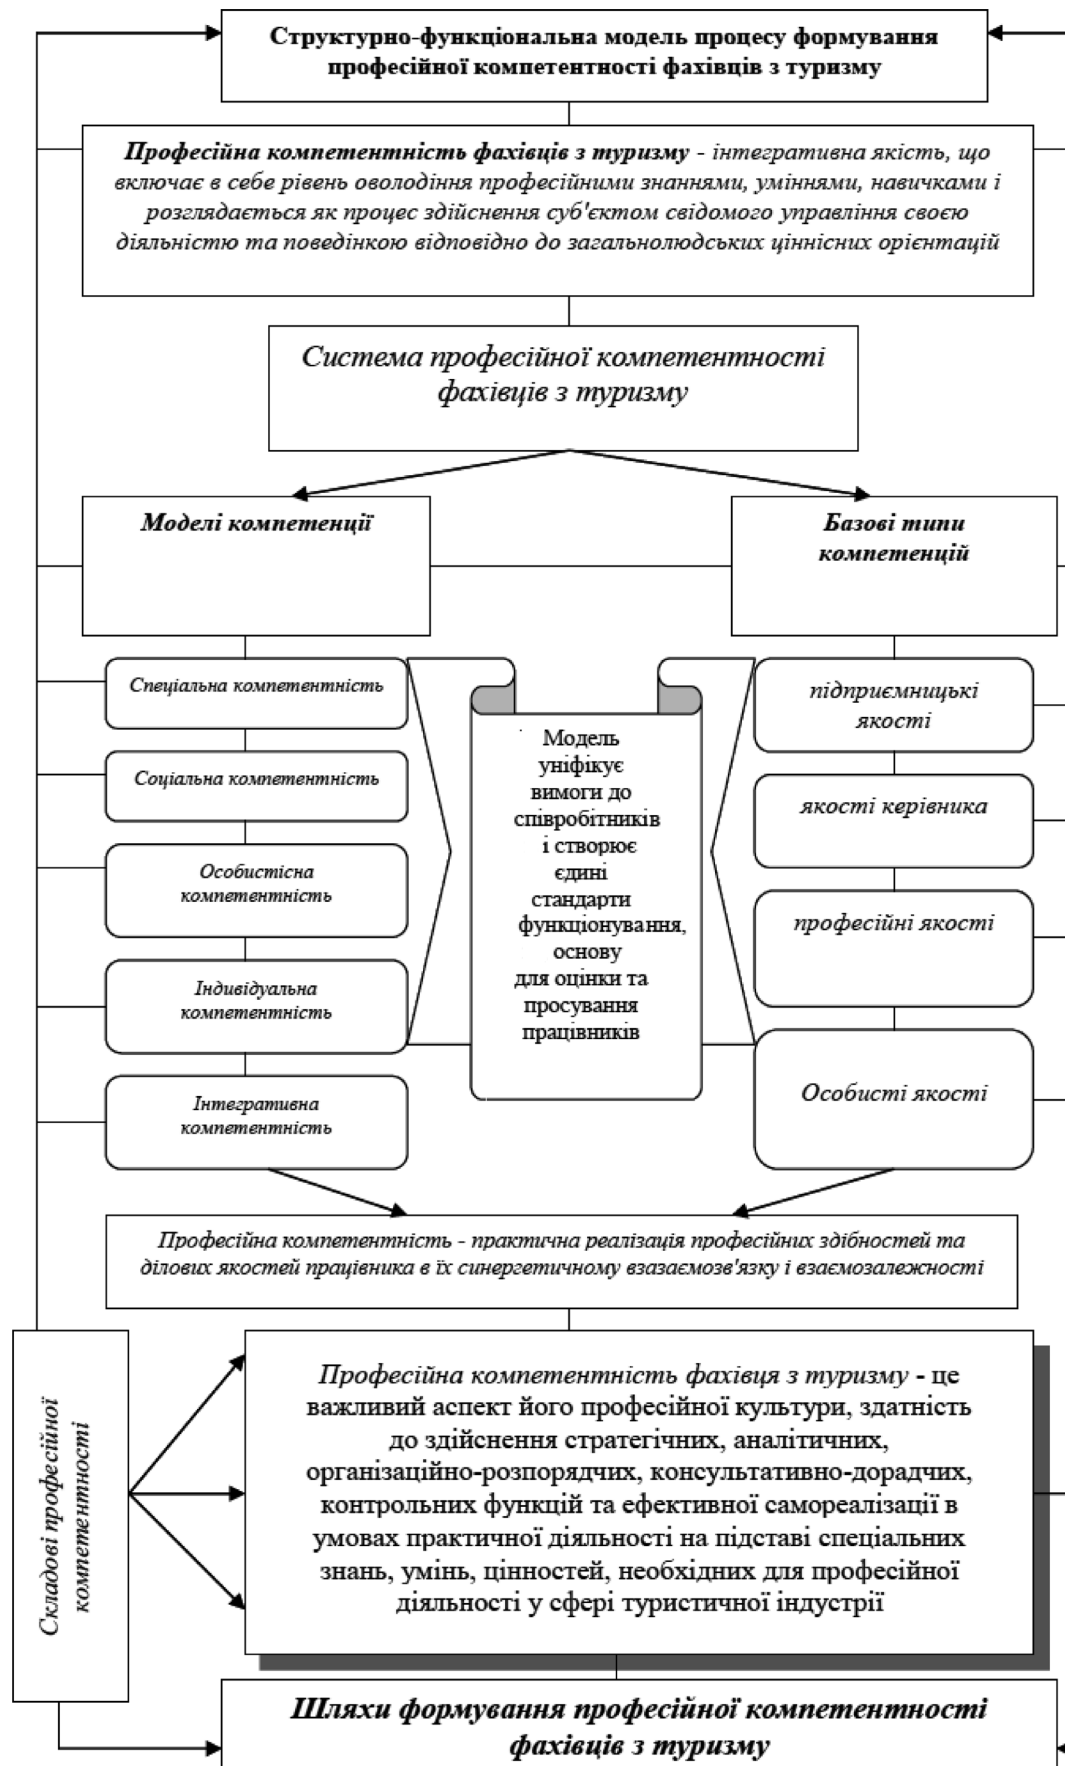 Структурно-функціональна модель процесу формування
професійної компетентності фахівців з туризму
Професійна компетентність фахівців з туризму - інтегративна якість, що
включає в себе рівень оволодіння професійними знаннями, уміннями, навичками і
розглядається як процес здійснення суб'єктом свідомого управління своєю
діяльністю та поведінкою відповідно до загальнолюдських ціннісних орієнтацій
Система професійної компетентності
фахівців з туризму
Моделі компетенції
Базові типи
компетенцій
Спеціальна компетентність
Соціальна компетентність
Особистісна
компетентність
Індивідуальна
компетентність
Інтегративна
компетентність
Модель
уніфікує
вимоги до
співробітників
і створює
єдині
стандарти
функціонування,
основу
для оцінки та
просування
працівників
підприємницькі
якості
якості керівника
професійні якості
Особисті якості
Професійна компетентність - практична реалізація професійних здібностей та
ділових якостей працівника в їх синергетичному взазаємозв'язку і взаємозалежності
Складові професійної
компетентності
Професійна компетентність фахівця з туризму - це
важливий аспект його професійної культури, здатність
до здійснення стратегічних, аналітичних,
організаційно-розпорядчих, консультативно-дорадчих,
контрольних функцій та ефективної самореалізації в
умовах практичної діяльності на підставі спеціальних
знань, умінь, цінностей, необхідних для професійної
діяльності у сфері туристичної індустрії
Шляхи формування професійної компетентності
фахівців з туризму